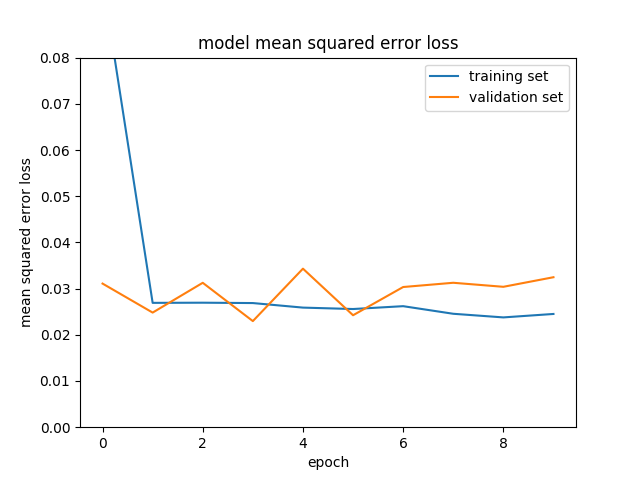 model mean squared error loss
0.08
0.07
0.06
0.05
0.04
0.03
0.02
0.01
0.00
mean squared error loss
training set
validation set
0
2
4
6
8
epoch